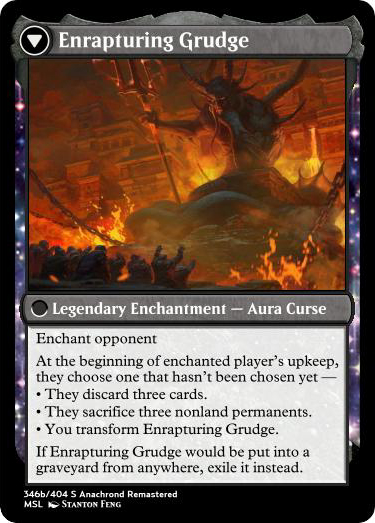 Enrapturing Grudge
Legendary Enchantment — Aura Curse
Enchant opponent
At the beginning of enchanted player's upkeep,
they choose one that hasn't been chosen yet —
• They discard three cards.
• They sacrifice three nonland permanents.
• You transform Enrapturing Grudge.
If Enrapturing Grudge would be put into a
graveyard from anywhere, exile it instead.
346b/404 S Anachrond Remastered
MSL Stanton Feng